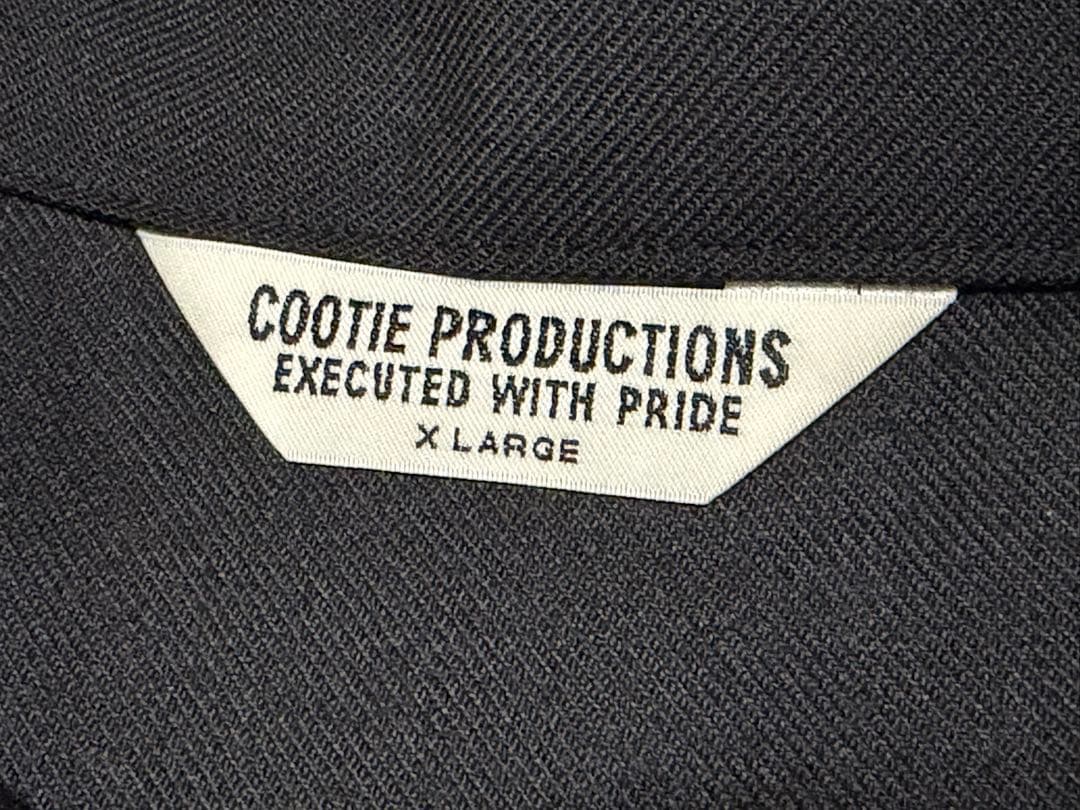 COOTIE PRODUCTIONS
EXECUTED WITH PRIDE
X LARGE